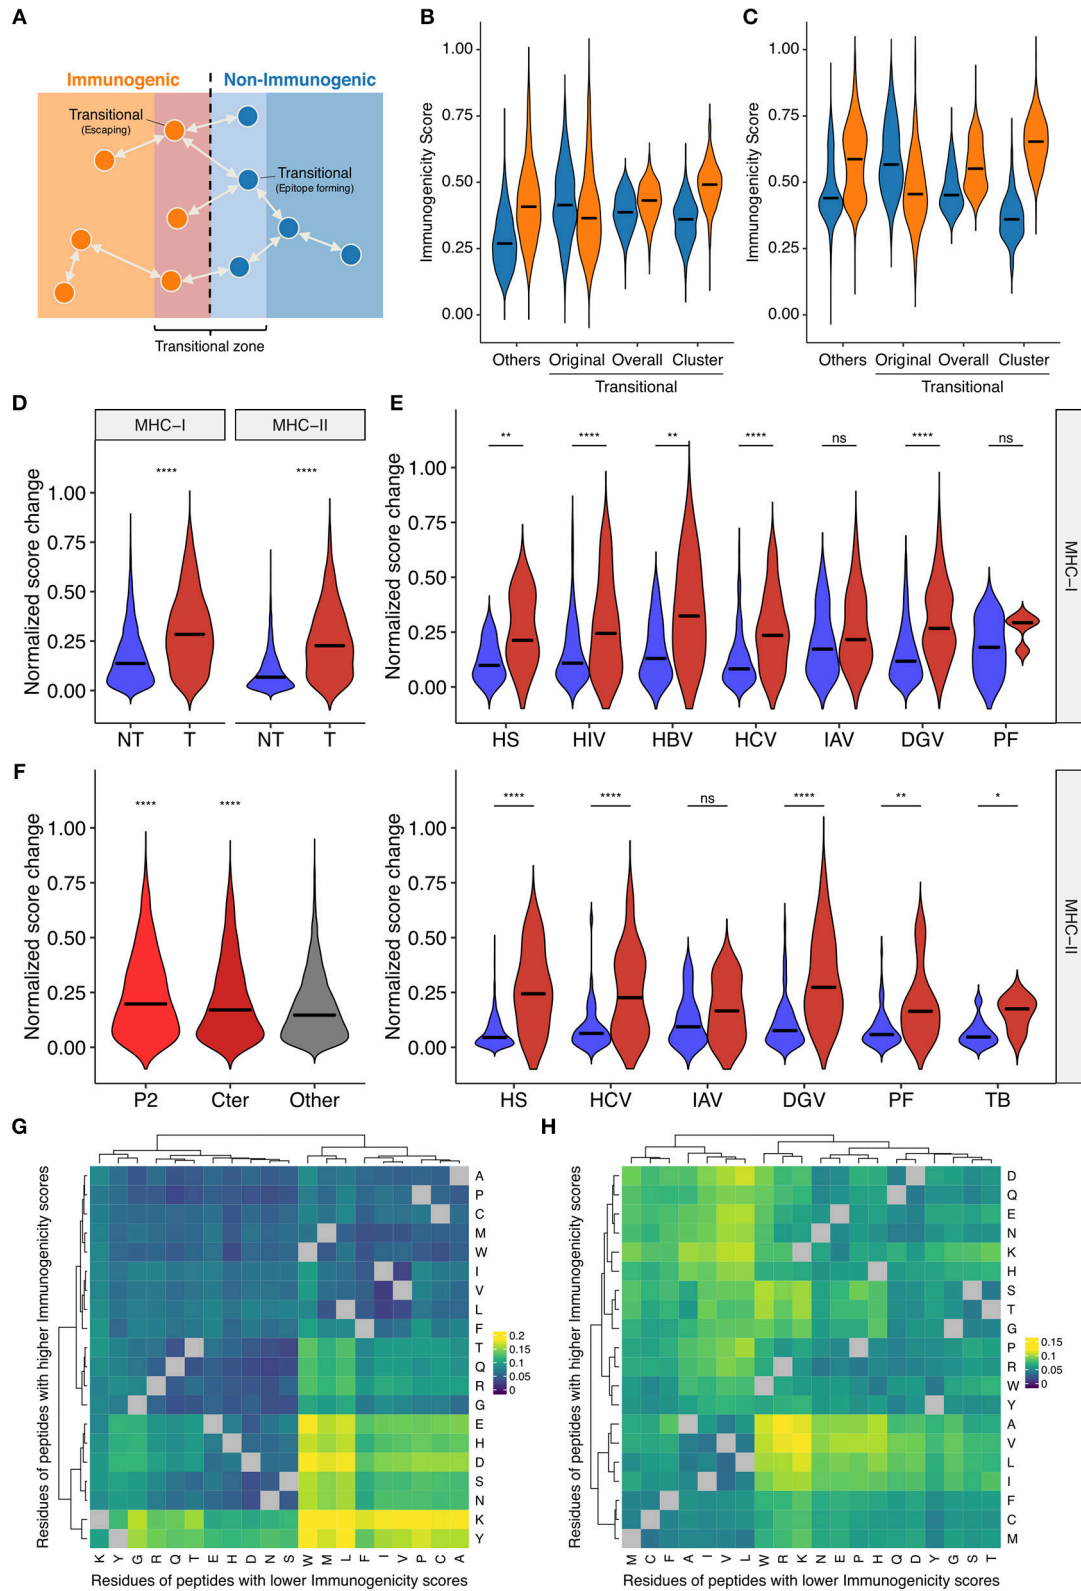 A
Immunogenic
Non-Immunogenic
Transitional
(Escaping)
Transitional
(Epitope forming)
Transitional zone
B
Immunogenicity Score
1.00
0.75
0.50
0.25
0.00
Others Original Overall Cluster
Transitional
C
Immunogenicity Score
1.00
0.75
0.50
0.25
0.00
Others Original Overall Cluster
Transitional
D
MHC-I MHC-II
Normalized score change
**** ****
1.00
0.75
0.50
0.25
0.00
NT T NT T
E
Normalized score change
** **** ** **** ns **** ns
1.00
0.75
0.50
0.25
0.00
HS HIV HBV HCV IAV DGV PF
MHC-I
F
Normalized score change
**** ****
1.00
0.75
0.50
0.25
0.00
P2 Cter Other
Normalized score change
**** **** ns **** ** *
1.00
0.75
0.50
0.25
0.00
HS HCV IAV DGV PF TB
MHC-II
G
Residues of peptides with higher Immunogenicity scores
A
P
C
M
W
I
V
L
F
T
Q
R
G
E
H
D
S
N
K
Y
0.2
0.15
0.1
0.05
0
K Y G R Q T E H D N S W M L F I V P C A
Residues of peptides with lower Immunogenicity scores
H
Residues of peptides with higher Immunogenicity scores
D
Q
E
N
K
H
S
T
G
P
R
W
Y
A
V
L
I
F
C
M
0.15
0.1
0.05
0
M C F A I V L W R K N E P H Q D Y G S T
Residues of peptides with lower Immunogenicity scores